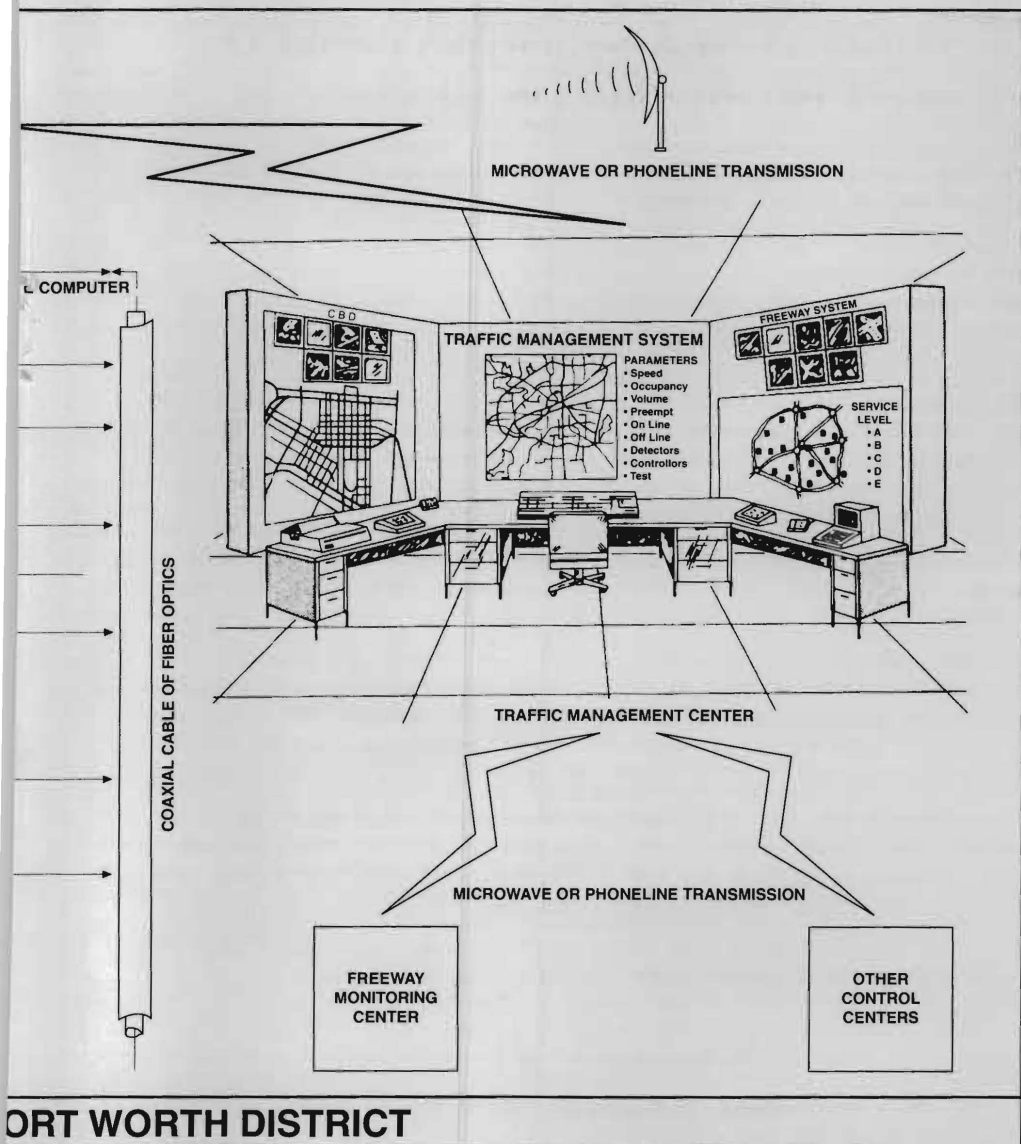 MICROWAVE OR PHONELINE TRANSMISSION
COMPUTER
CBD
TRAFFIC MANAGEMENT SYSTEM
PARAMETERS
• Speed
• Occupancy
• Volume
• Preempt
• On Line
• Off Line
• Detectors
• Controllors
• Test
FREEWAY SYSTEM
SERVICE
LEVEL
• A
• B
• C
• D
• E
COAXIAL CABLE OF FIBER OPTICS
TRAFFIC MANAGEMENT CENTER
MICROWAVE OR PHONELINE TRANSMISSION
FREEWAY
MONITORING
CENTER
OTHER
CONTROL
CENTERS
ORT WORTH DISTRICT